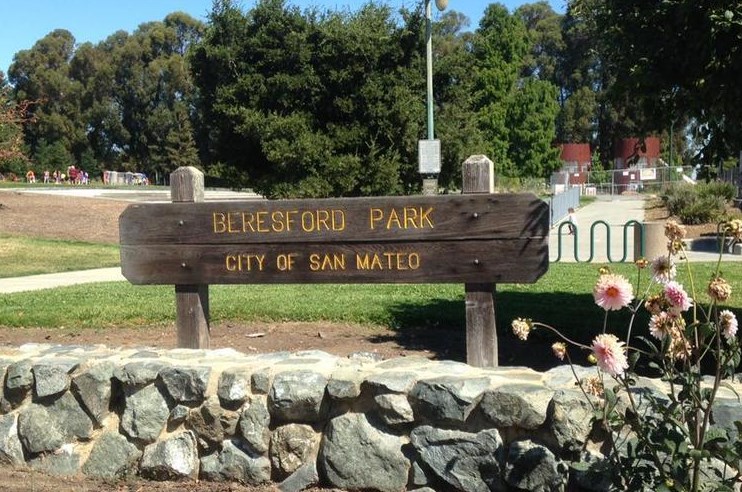 BERESFORD PARK
CITY OF SAN MATEO